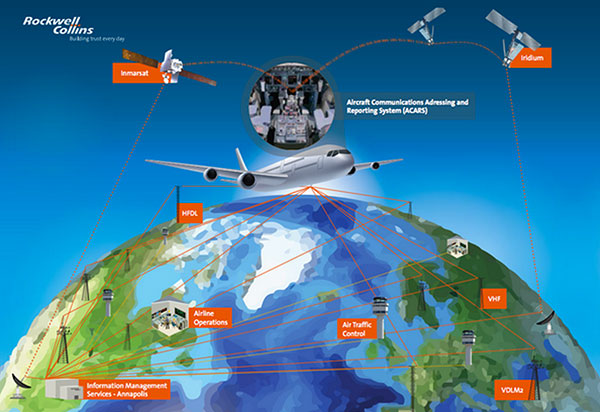 Rockwell
Collins
Building trust every day
Inmarsat
Iridium
Aircraft Communications Adressing and
Reporting System (ACARS)
HFDL
VHF
Airline
Operations
Air Traffic
Control
Information Management
Services - Annapolis
VDLM2